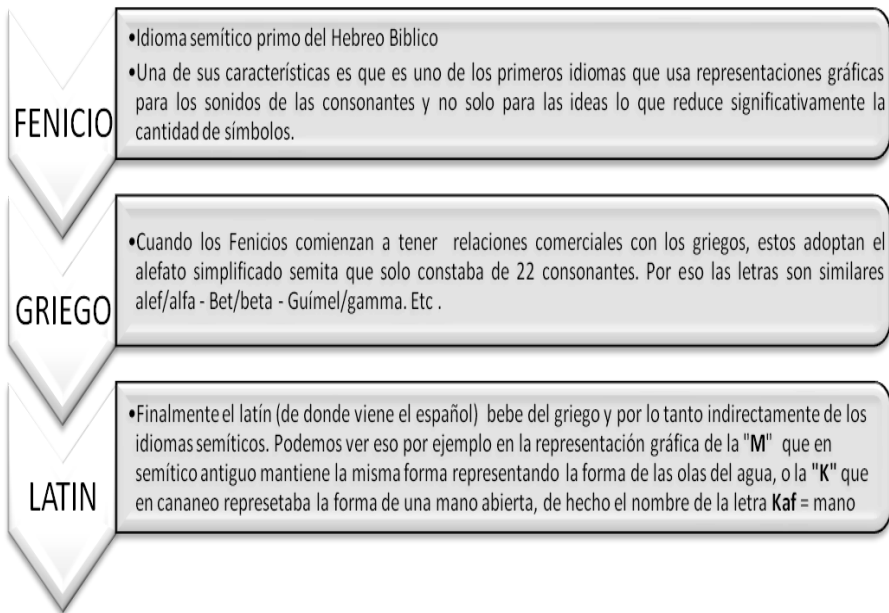 FENICIO
•Idioma semítico primo del Hebreo Biblico
•Una de sus características es que es uno de los primeros idiomas que usa representaciones gráficas
para los sonidos de las consonantes y no solo para las ideas lo que reduce significativamente la
cantidad de símbolos.
GRIEGO
•Cuando los Fenicios comienzan a tener relaciones comerciales con los griegos, estos adoptan el
alefato simplificado semita que solo constaba de 22 consonantes. Por eso las letras son similares
alef/alfa - Bet/beta - Guímel/gamma. Etc .
LATIN
•Finalmente el latín (de donde viene el español) bebe del griego y por lo tanto indirectamente de los
idiomas semíticos. Podemos ver eso por ejemplo en la representación gráfica de la "M" que en
semítico antiguo mantiene la misma forma representando la forma de las olas del agua, o la "K" que
en cananeo represetaba la forma de una mano abierta, de hecho el nombre de la letra Kaf = mano